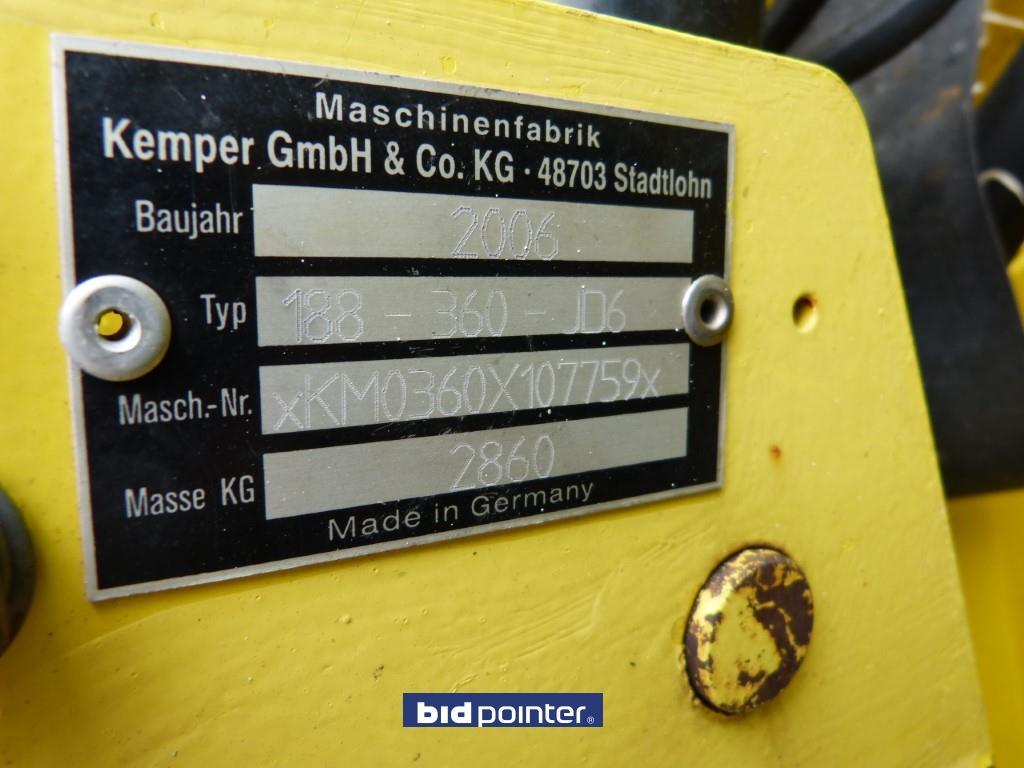 Maschinenfabrik
Kemper GmbH & Co. KG · 48703 Stadtlohn
Baujahr 2006
Typ 188 - 360 - JD6
Masch.-Nr. xKM0360X107759x
Masse KG 2860
Made in Germany
bidpointer®